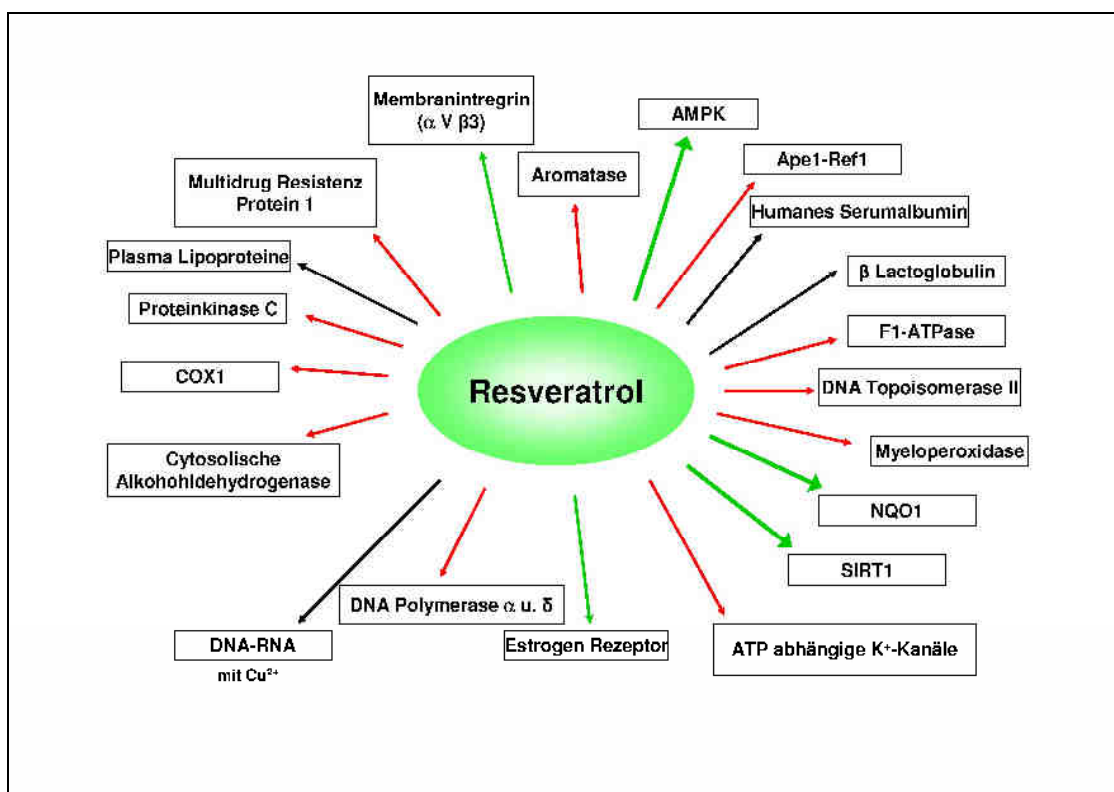 Membranintregrin
(α V β3)
AMPK
Aromatase
Ape1-Ref1
Multidrug Resistenz
Protein 1
Humanes Serumalbumin
Plasma Lipoproteine
β Lactoglobulin
Proteinkinase C
F1-ATPase
COX1
Resveratrol
DNA Topoisomerase II
Cytosolische
Alkohohldehydrogenase
Myeloperoxidase
NQO1
SIRT1
DNA Polymerase α u. δ
DNA-RNA
mit Cu²⁺
Estrogen Rezeptor
ATP abhängige K⁺-Kanäle